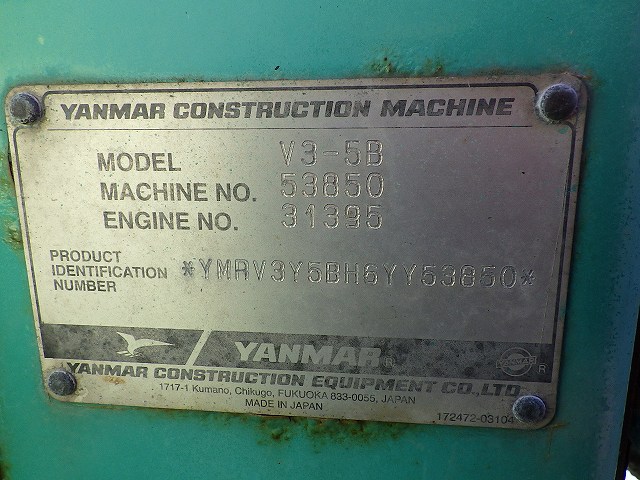 YANMAR CONSTRUCTION MACHINE
MODEL V3-5B
MACHINE NO. 53850
ENGINE NO. 31395
PRODUCT
IDENTIFICATION
NUMBER
*YMRV3Y5BH6YY53850*
YANMAR R
YANMAR R
YANMAR CONSTRUCTION EQUIPMENT CO.,LTD.
1717-1 Kumano, Chikugo, FUKUOKA 833-0055, JAPAN
MADE IN JAPAN
172472-03104